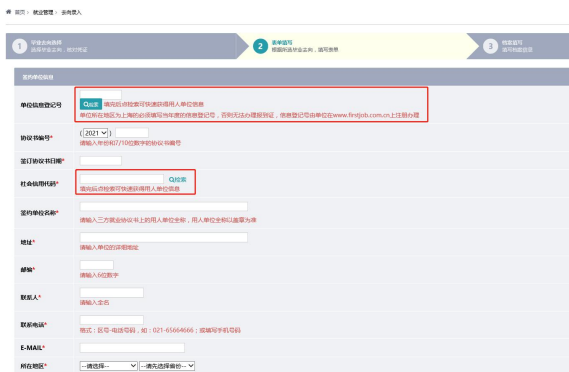 首页 > 就业管理 > 去向录入
1 毕业去向选择
选择毕业去向，签约凭证
2 表单填写
根据所选毕业去向，填写表单
3 档案填写
填写档案目录
签约单位信息
单位信息登记号
检索 填完后点检索可快速获得用人单位信息
单位所在地区为上海的必须填写当年度的信息登记号，否则无法办理报到证，信息登记号由单位在www.firstjob.com.cn上注册办理
协议书编号* ( 2021 )
请输入年份和7/10位数字的协议书编号
签订协议书日期*
社会信用代码* 检索
填完后点检索可快速获得用人单位信息
签约单位名称*
请输入三方就业协议书上的用人单位全称，用人单位全称以盖章为准
地址*
请输入单位的详细地址
邮编*
请输入6位数字
联系人*
请输入全名
联系电话*
格式：区号-电话号码，如：021-65664666；或填写手机号码
E-MAIL*
所在地区* --请选择-- --请先选择省份--